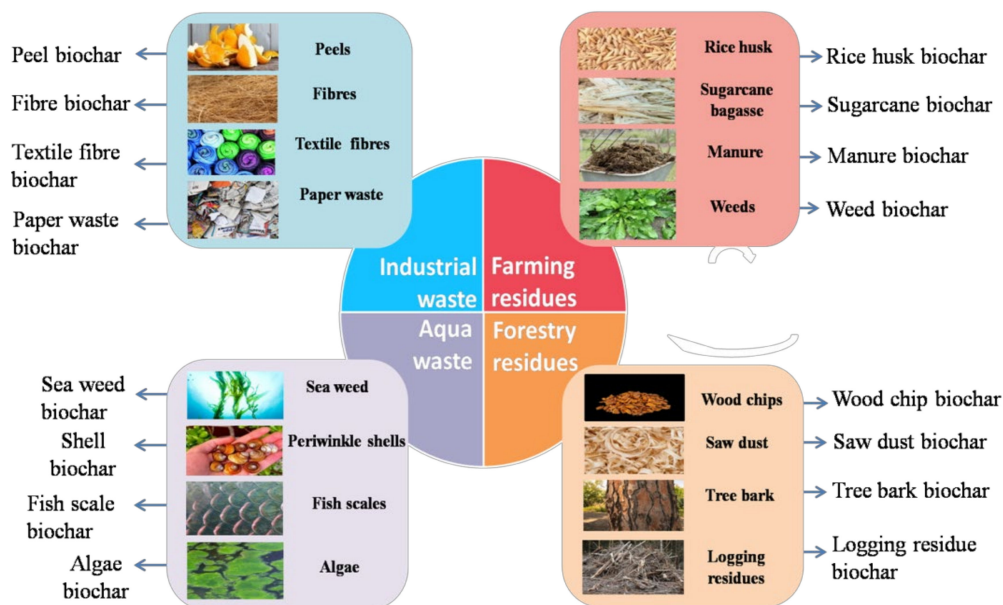 Peel biochar
Fibre biochar
Textile fibre
biochar
Paper waste
biochar
Peels
Fibres
Textile fibres
Paper waste
Rice husk
Sugarcane
bagasse
Manure
Weeds
Rice husk biochar
Sugarcane biochar
Manure biochar
Weed biochar
Industrial
waste
Farming
residues
Aqua
waste
Forestry
residues
Sea weed
biochar
Shell
biochar
Fish scale
biochar
Algae
biochar
Sea weed
Periwinkle shells
Fish scales
Algae
Wood chips
Saw dust
Tree bark
Logging
residues
Wood chip biochar
Saw dust biochar
Tree bark biochar
Logging residue
biochar